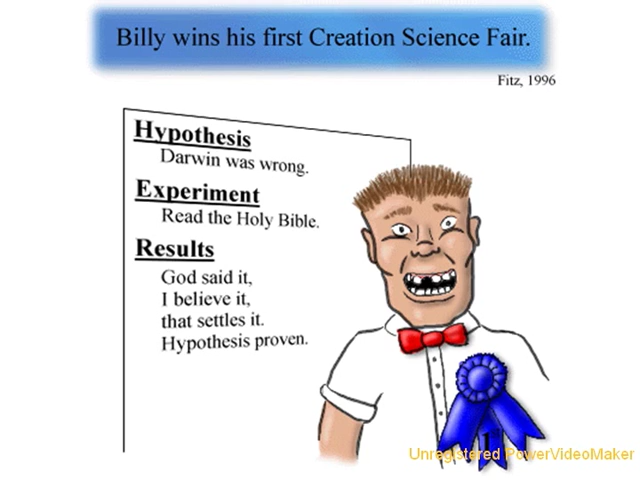 Billy wins his first Creation Science Fair.
Fitz, 1996
Hypothesis
Darwin was wrong.
Experiment
Read the Holy Bible.
Results
God said it,
I believe it,
that settles it.
Hypothesis proven.
1st
Unregistered PowerVideoMaker